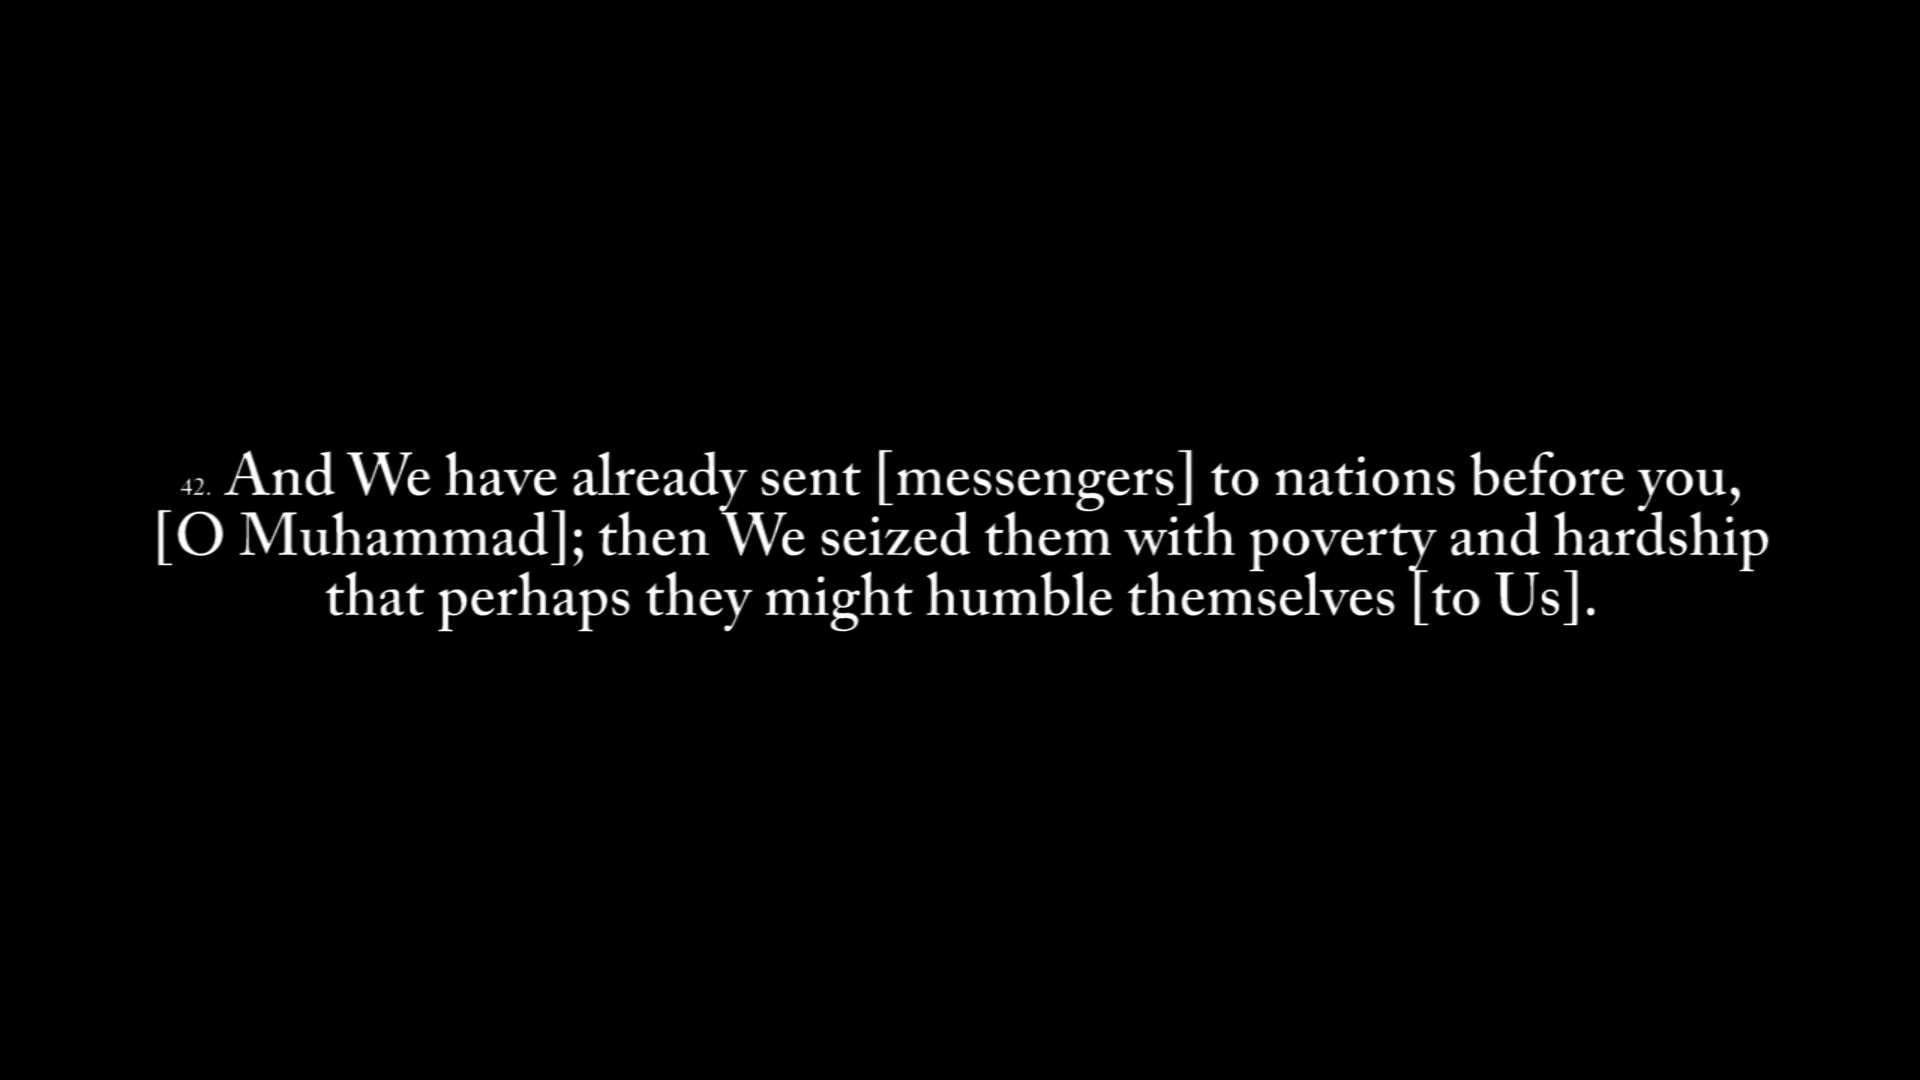 42. And We have already sent [messengers] to nations before you,
[O Muhammad]; then We seized them with poverty and hardship
that perhaps they might humble themselves [to Us].